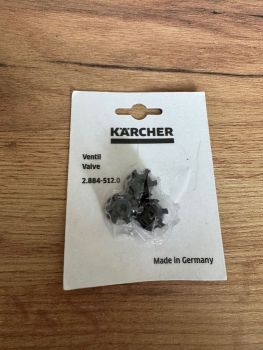 KÄRCHER
Ventil
Valve
2.884-512.0
Made in Germany